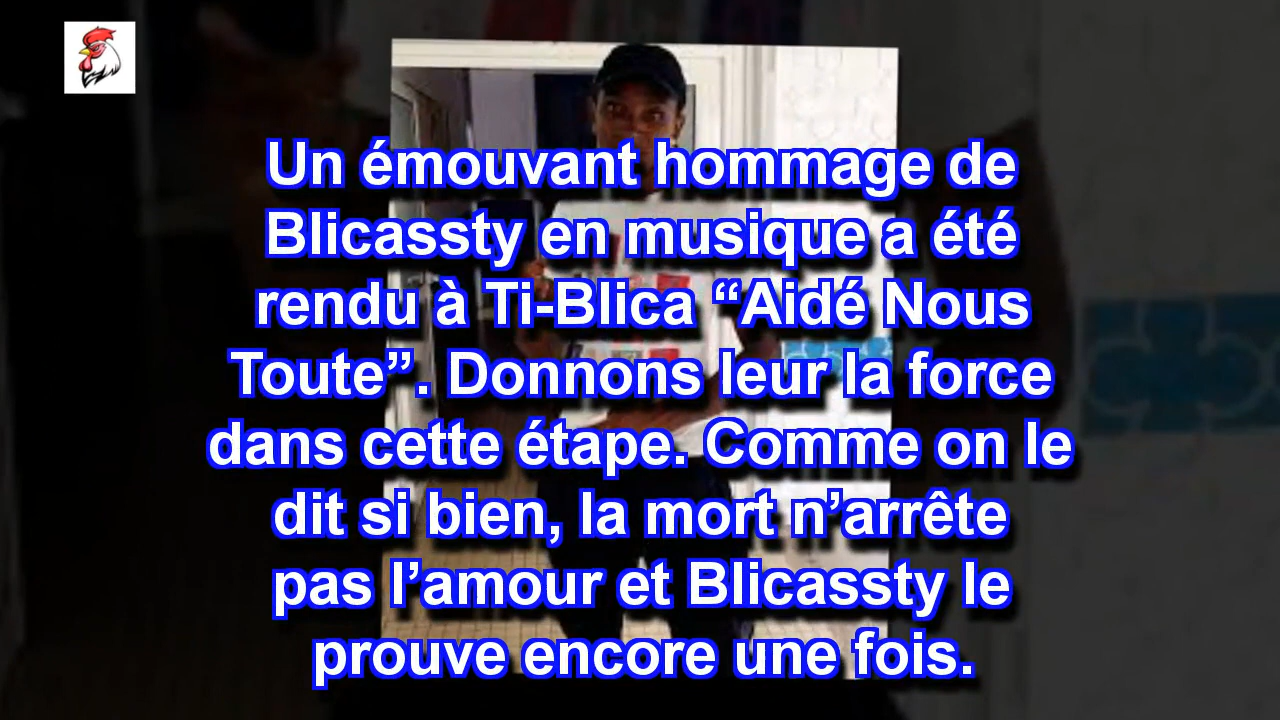 Un émouvant hommage de
Blicassty en musique a été
rendu à Ti-Blica “Aidé Nous
Toute”. Donnons leur la force
dans cette étape. Comme on le
dit si bien, la mort n’arrête
pas l’amour et Blicassty le
prouve encore une fois.